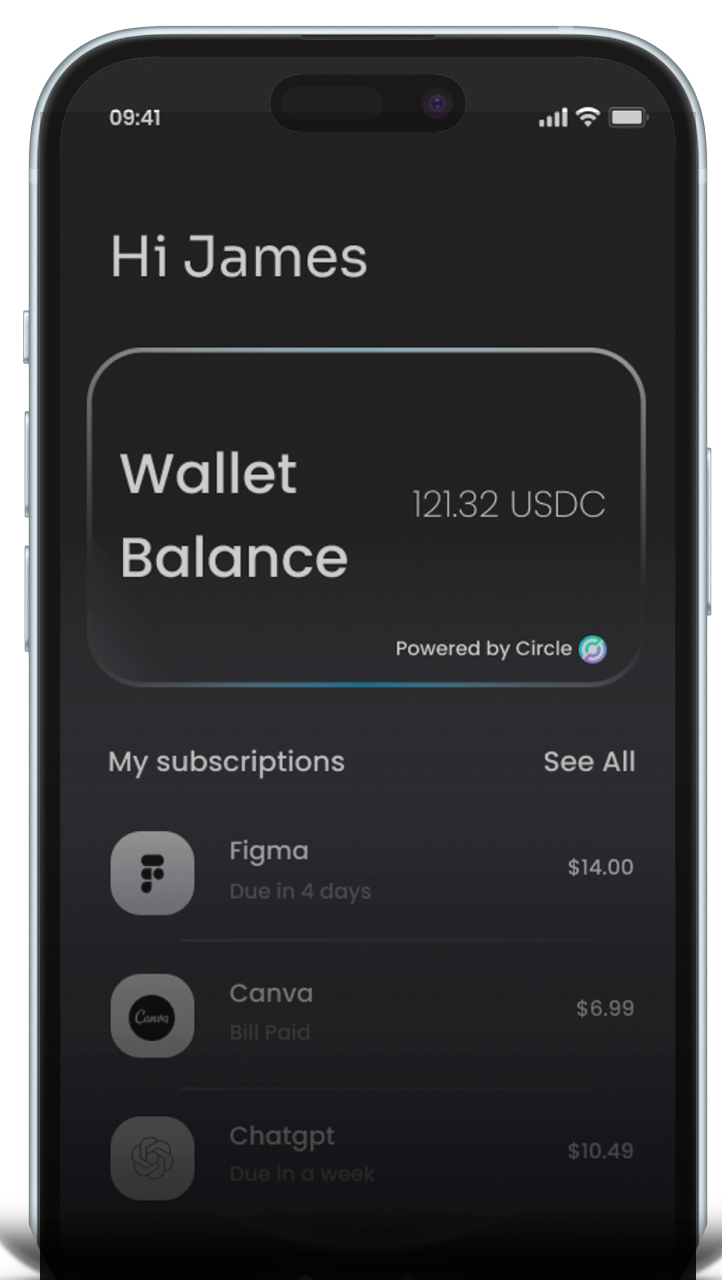 09:41
Hi James
Wallet
Balance
121.32 USDC
Powered by Circle
My subscriptions
See All
Figma
Due in 4 days
$14.00
Canva
Canva
Bill Paid
$6.99
Chatgpt
Due in a week
$10.49